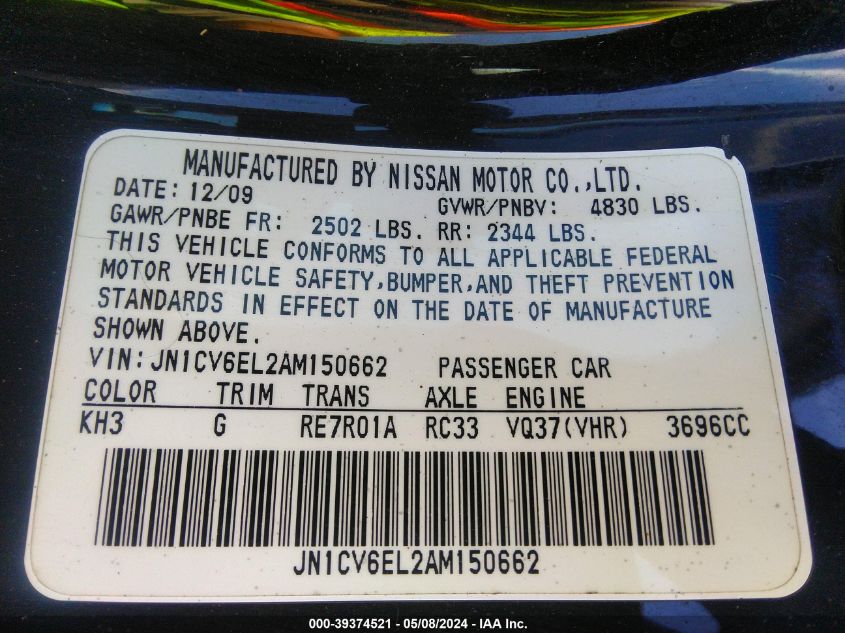 MANUFACTURED BY NISSAN MOTOR CO.,LTD.
DATE: 12/09 GVWR/PNBV: 4830 LBS.
GAWR/PNBE FR: 2502 LBS. RR: 2344 LBS.
THIS VEHICLE CONFORMS TO ALL APPLICABLE FEDERAL
MOTOR VEHICLE SAFETY,BUMPER,AND THEFT PREVENTION
STANDARDS IN EFFECT ON THE DATE OF MANUFACTURE
SHOWN ABOVE.
VIN: JN1CV6EL2AM150662 PASSENGER CAR
COLOR TRIM TRANS AXLE ENGINE
KH3 G RE7R01A RC33 VQ37(VHR) 3696CC
JN1CV6EL2AM150662
000-39374521 - 05/08/2024 - IAA Inc.